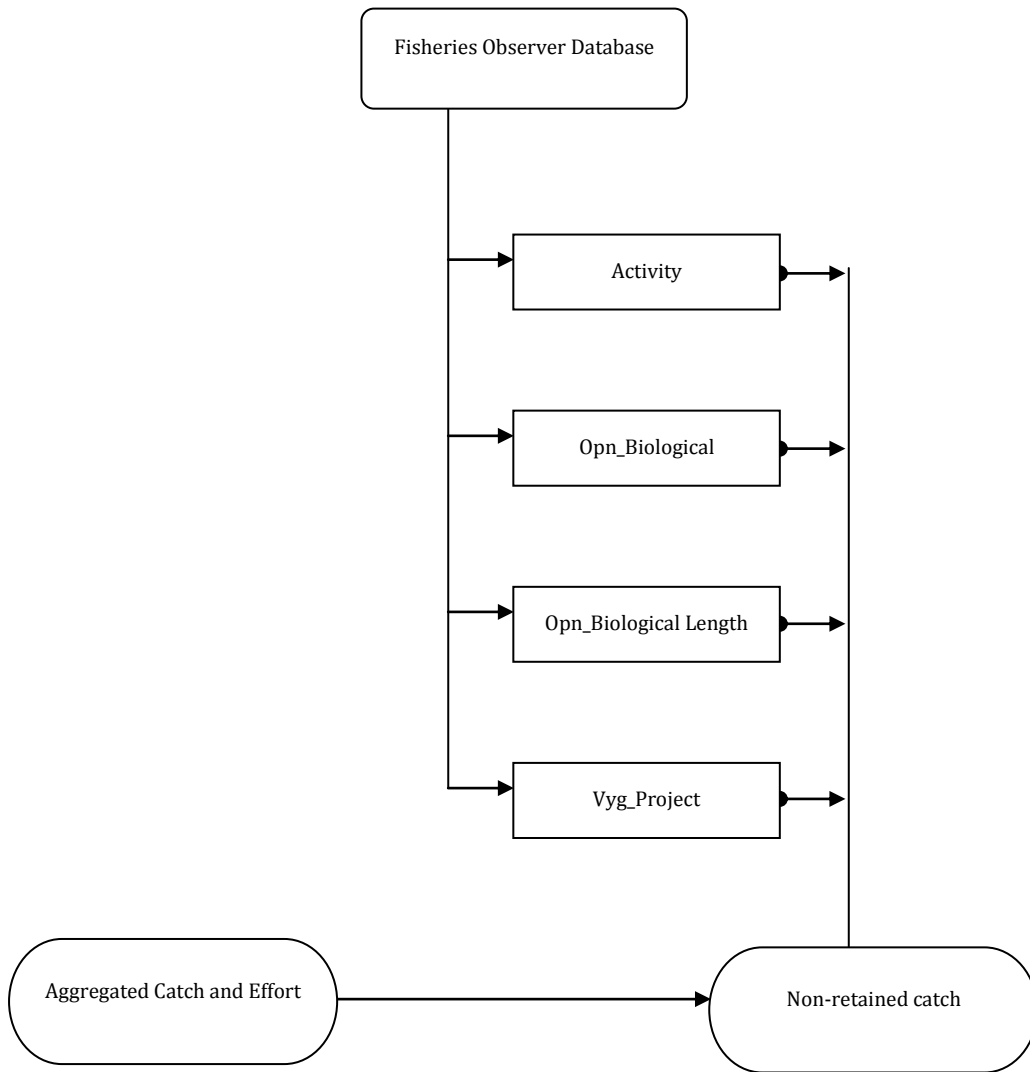 Fisheries Observer Database
Activity
Opn_Biological
Opn_Biological Length
Vyg_Project
Aggregated Catch and Effort
Non-retained catch